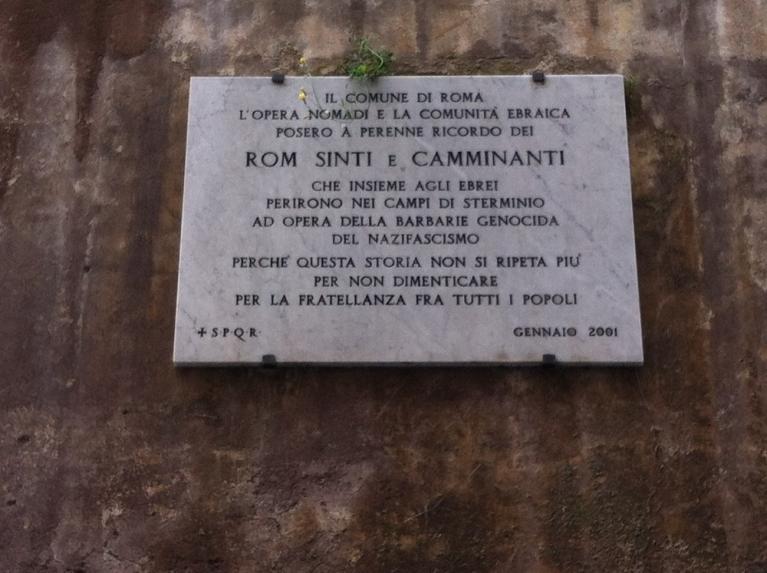 IL COMUNE DI ROMA
L'OPERA NOMADI E LA COMUNITÀ EBRAICA
POSERO A PERENNE RICORDO DEI
ROM SINTI E CAMMINANTI
CHE INSIEME AGLI EBREI
PERIRONO NEI CAMPI DI STERMINIO
AD OPERA DELLA BARBARIE GENOCIDA
DEL NAZIFASCISMO
PERCHE' QUESTA STORIA NON SI RIPETA PIU'
PER NON DIMENTICARE
PER LA FRATELLANZA FRA TUTTI I POPOLI
✢ S·P·Q·R· GENNAIO 2001